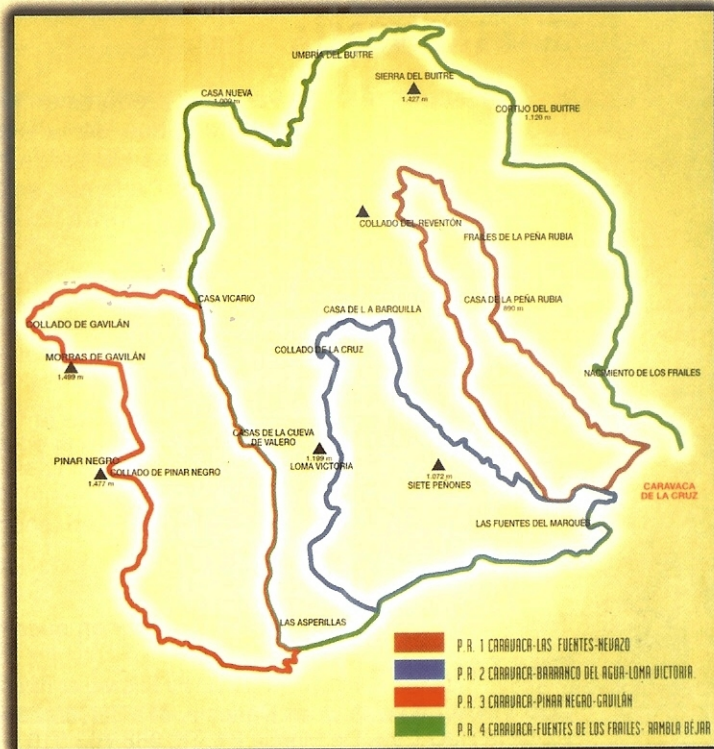 UMBRÍA DEL BUITRE
SIERRA DEL BUITRE
1.427 m
CASA NUEVA
1.000 m
CORTIJO DEL BUITRE
1.120 m
COLLADO DEL REVENTÓN
FRAILES DE LA PEÑA RUBIA
CASA VICARIO
CASA DE LA PEÑA RUBIA
890 m
CASA DE L A BARQUILLA
COLLADO DE GAVILÁN
COLLADO DE LA CRUZ
MORRAS DE GAVILÁN
1.499 m
NACIMIENTO DE LOS FRAILES
CASAS DE LA CUEVA
DE VALERO
1.199 m
LOMA VICTORIA
PINAR NEGRO
COLLADO DE PINAR NEGRO
1.477 m
1.072 m
SIETE PEÑONES
CARAVACA
DE LA CRUZ
LAS FUENTES DEL MARQUÉS
LAS ASPERILLAS
P.R. 1 CARAVACA-LAS FUENTES-NEVAZO
P.R. 2 CARAVACA-BARRANCO DEL AGUA-LOMA VICTORIA
P.R. 3 CARAVACA-PINAR NEGRO-GAVILÁN
P.R. 4 CARAVACA-FUENTES DE LOS FRAILES- RAMBLA BÉJAR